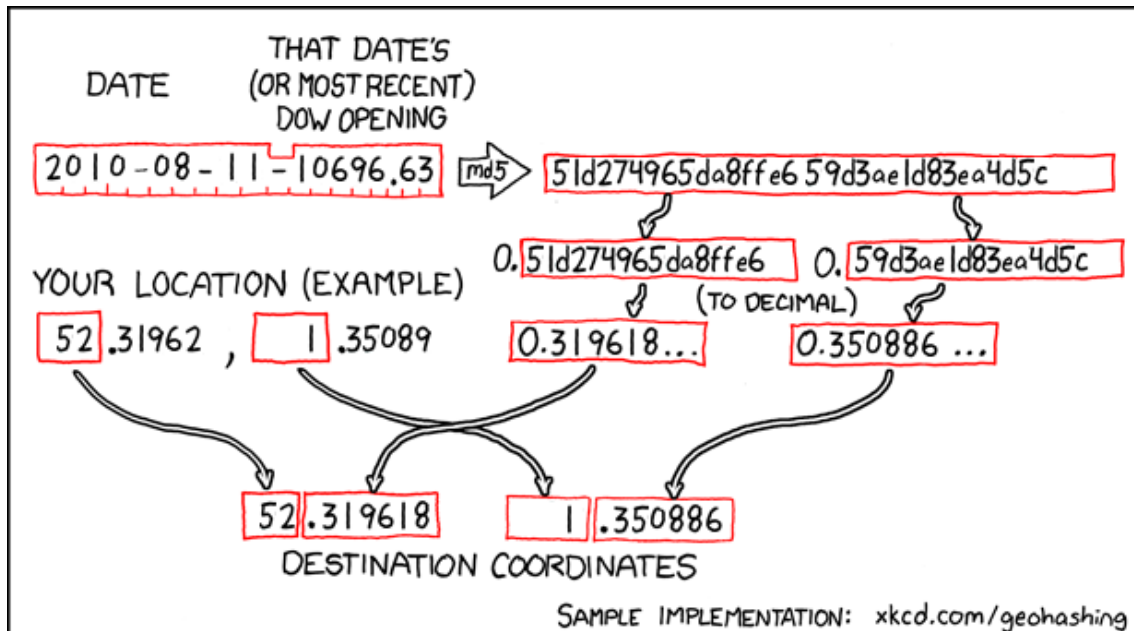 DATE
THAT DATE'S
(OR MOST RECENT)
DOW OPENING
2010-08-11-10696.63
md5
51d274965da8ffe659d3ae1d83ea4d5c
0.51d274965da8ffe6
0.59d3ae1d83ea4d5c
YOUR LOCATION (EXAMPLE)
(TO DECIMAL)
52.31962, 1.35089
0.319618...
0.350886...
52.319618
1.350886
DESTINATION COORDINATES
SAMPLE IMPLEMENTATION: xkcd.com/geohashing